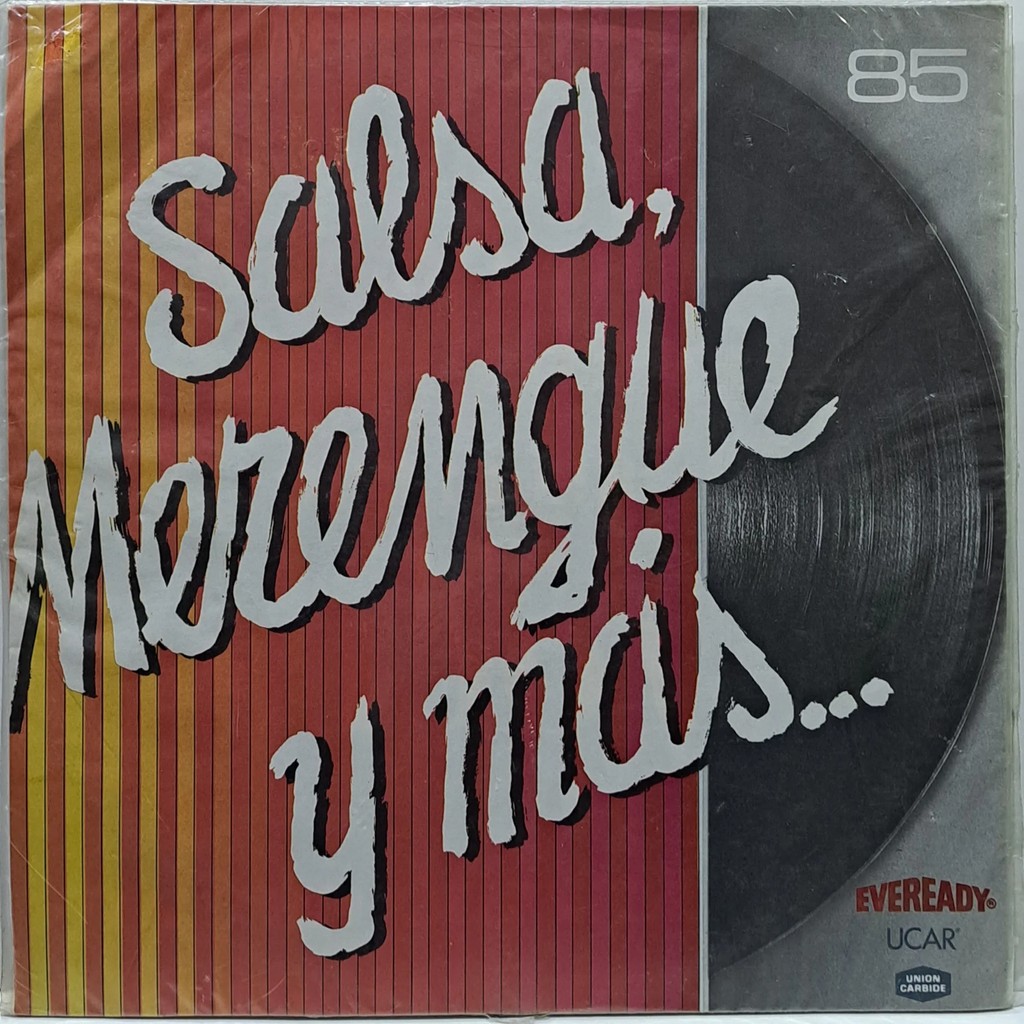 85
Salsa,
Merengue
y más...
EVEREADY®
UCAR®
UNION
CARBIDE